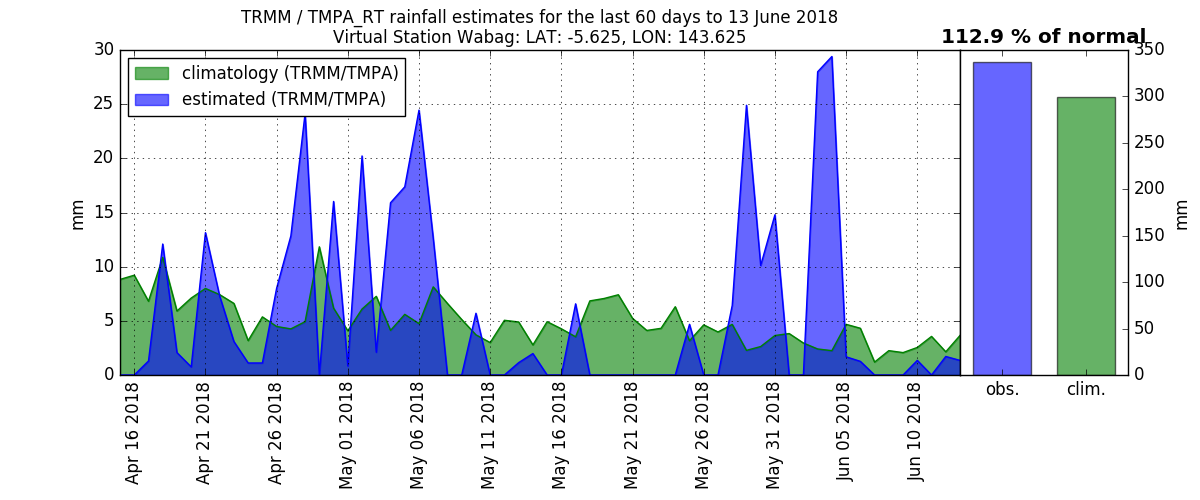 TRMM / TMPA_RT rainfall estimates for the last 60 days to 13 June 2018
Virtual Station Wabag: LAT: -5.625, LON: 143.625
112.9 % of normal
climatology (TRMM/TMPA)
estimated (TRMM/TMPA)
mm
30
25
20
15
10
5
0
Apr 16 2018
Apr 21 2018
Apr 26 2018
May 01 2018
May 06 2018
May 11 2018
May 16 2018
May 21 2018
May 26 2018
May 31 2018
Jun 05 2018
Jun 10 2018
obs.
clim.
350
300
250
200
150
100
50
0
mm